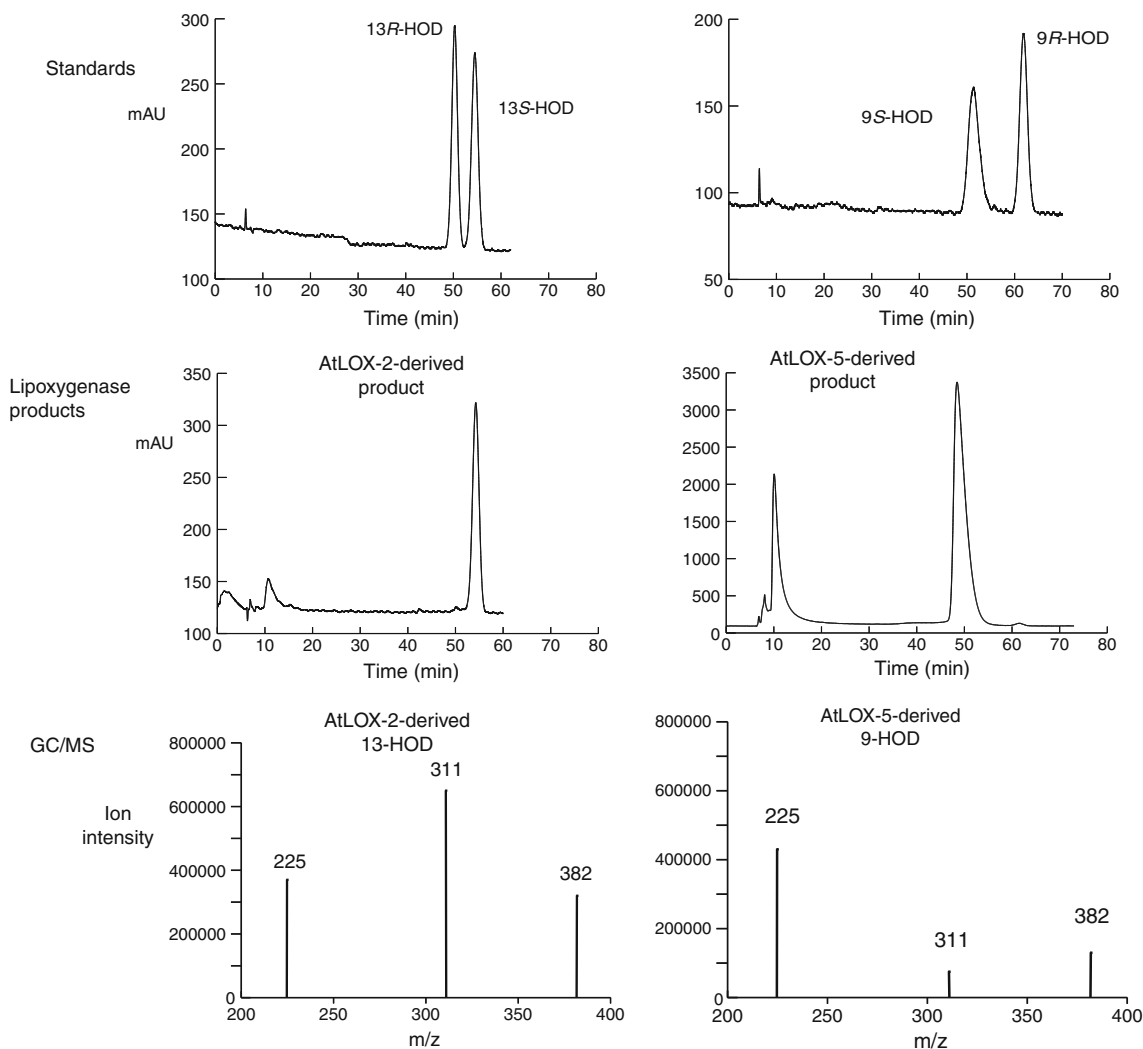 Standards
mAU
300
250
200
150
100
13R-HOD
13S-HOD
0 10 20 30 40 50 60 70 80
Time (min)
200
150
100
50
9S-HOD
9R-HOD
0 10 20 30 40 50 60 70 80
Time (min)
Lipoxygenase
products
mAU
AtLOX-2-derived
product
350
300
250
200
150
100
0 10 20 30 40 50 60 70 80
Time (min)
AtLOX-5-derived
product
3500
3000
2500
2000
1500
1000
500
0
0 10 20 30 40 50 60 70 80
Time (min)
GC/MS
Ion
intensity
AtLOX-2-derived
13-HOD
800000
600000
400000
200000
0
225
311
382
200 250 300 350 400
m/z
AtLOX-5-derived
9-HOD
800000
600000
400000
200000
0
225
311
382
200 250 300 350 400
m/z